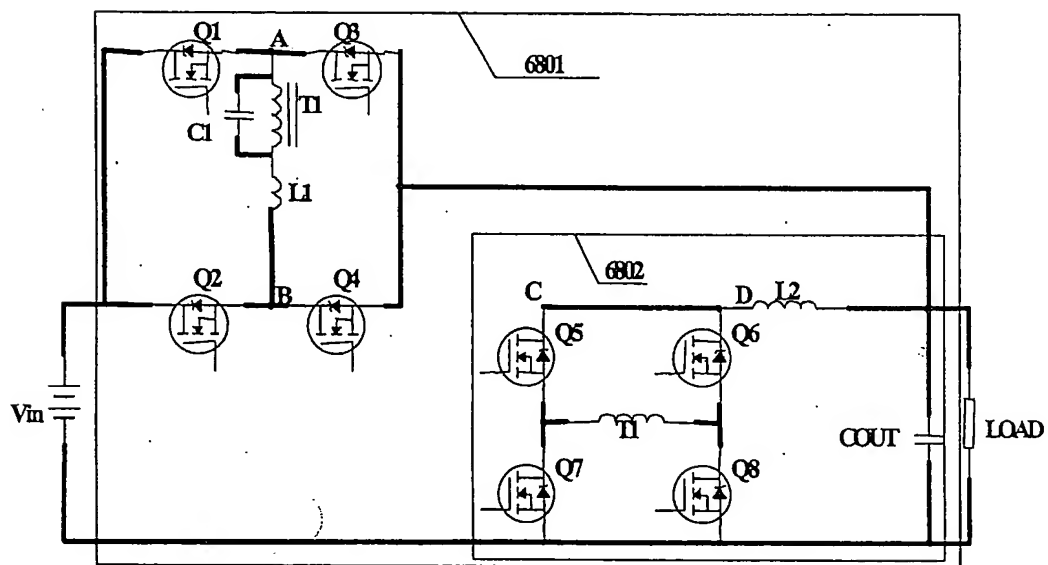 Q1 A Q3
6801
C1 T1
L1
Q2 B Q4
6802
C D L2
Q5 Q6
Vin
T1
COUT LOAD
Q7 Q8